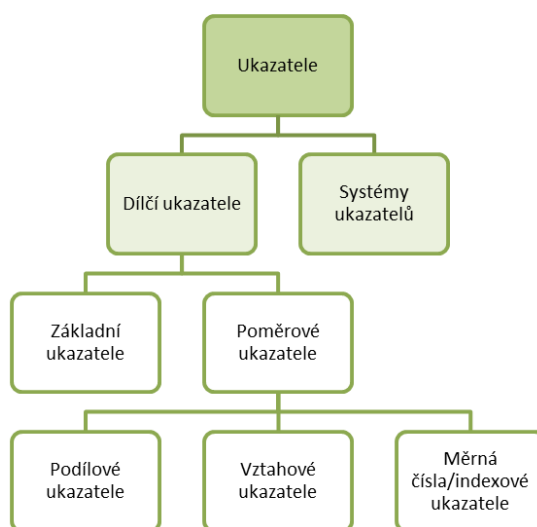 Ukazatele
Dílčí ukazatele
Systémy
ukazatelů
Základní
ukazatele
Poměrové
ukazatele
Podílové
ukazatele
Vztahové
ukazatele
Měrná
čísla/indexové
ukazatele